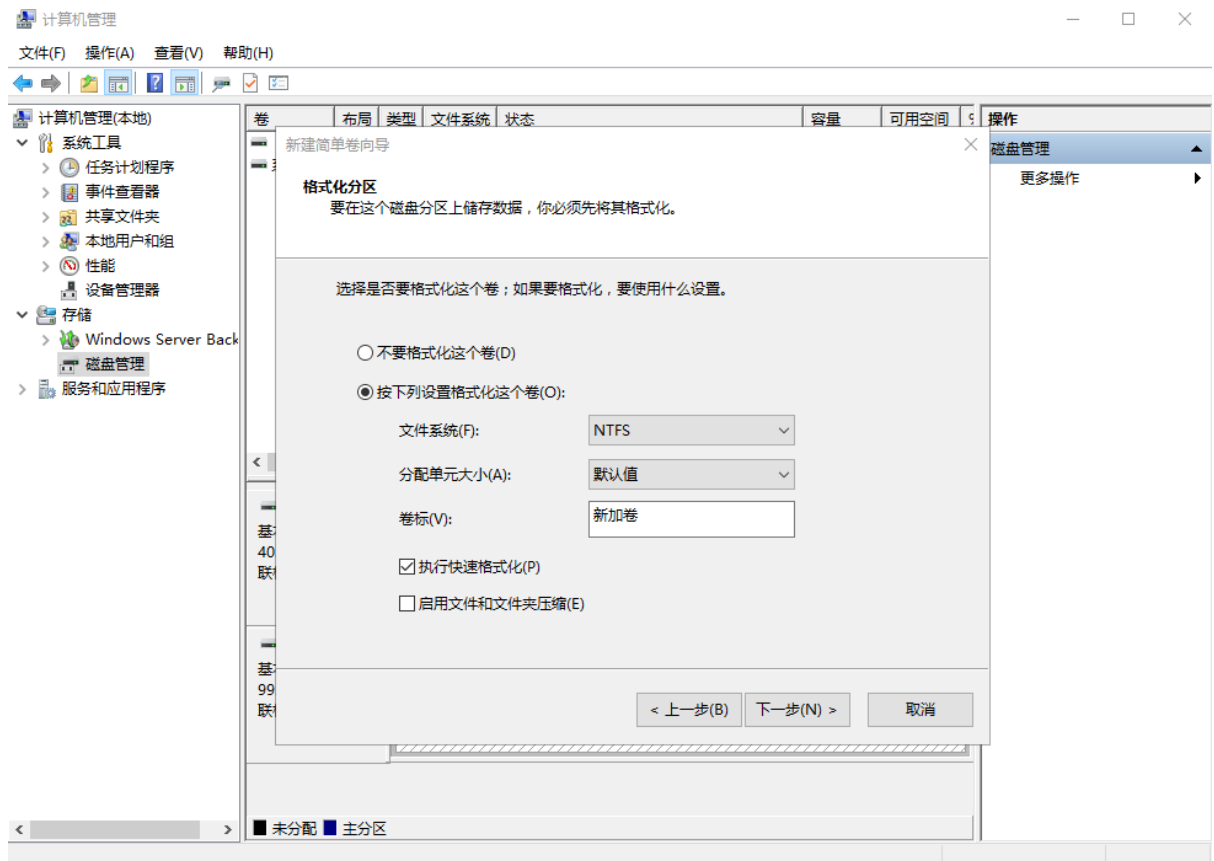 计算机管理
文件(F) 操作(A) 查看(V) 帮助(H)
计算机管理(本地)
系统工具
任务计划程序
事件查看器
共享文件夹
本地用户和组
性能
设备管理器
存储
Windows Server Back
磁盘管理
服务和应用程序
卷 布局 类型 文件系统 状态 容量 可用空间
新建简单卷向导
格式化分区
要在这个磁盘分区上储存数据，你必须先将其格式化。
选择是否要格式化这个卷；如果要格式化，要使用什么设置。
不要格式化这个卷(D)
按下列设置格式化这个卷(O):
文件系统(F): NTFS
分配单元大小(A): 默认值
卷标(V): 新加卷
执行快速格式化(P)
启用文件和文件夹压缩(E)
< 上一步(B) 下一步(N) > 取消
基
40
联
基
99
联
未分配 主分区
操作
磁盘管理
更多操作